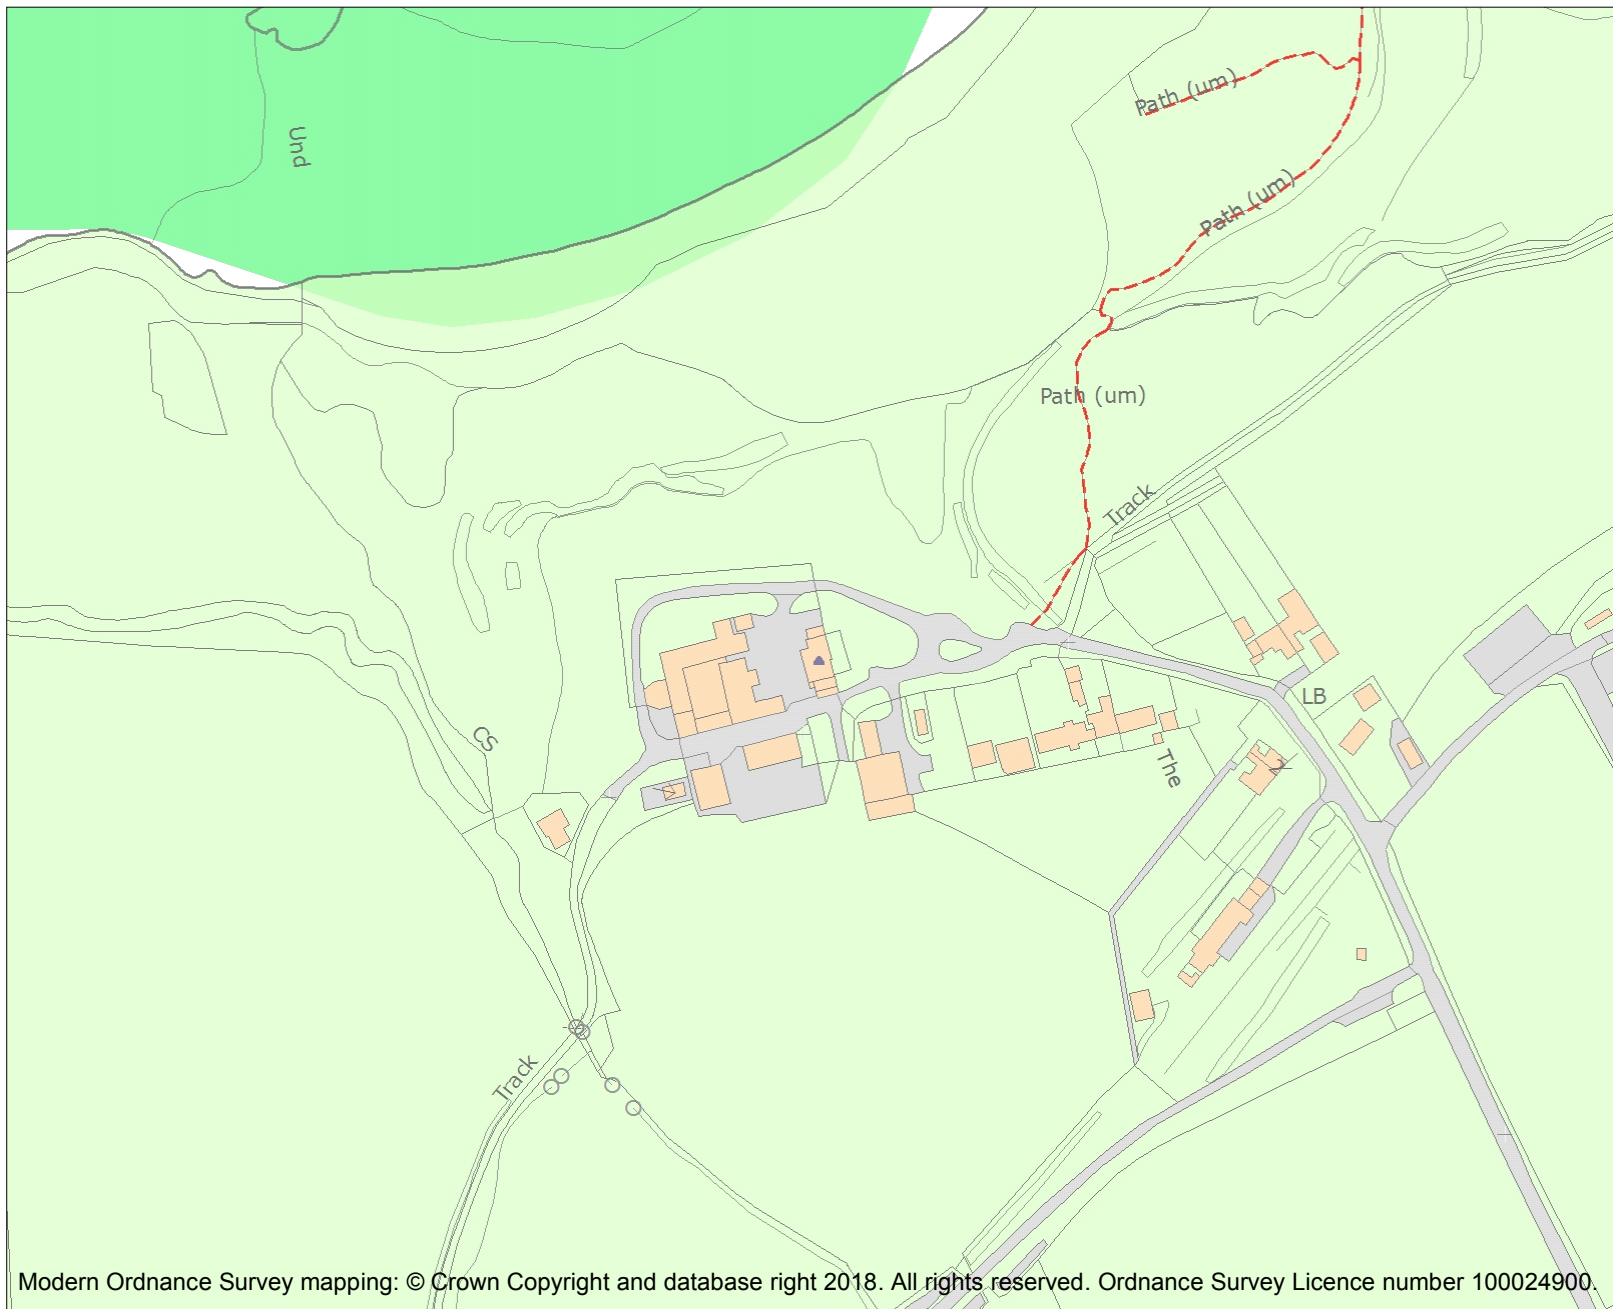 Path (um)
Und
Path (um)
Path (um)
Track
LB
CS
The
2
Track
Modern Ordnance Survey mapping: © Crown Copyright and database right 2018. All rights reserved. Ordnance Survey Licence number 100024900.